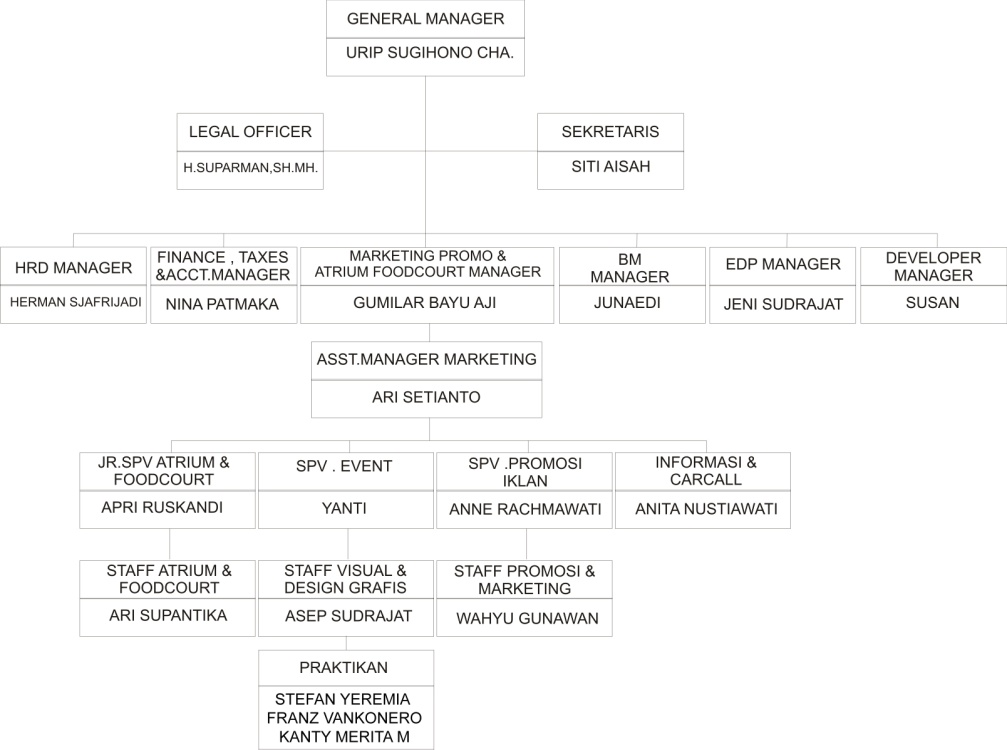 GENERAL MANAGER
URIP SUGIHONO CHA.
LEGAL OFFICER
H.SUPARMAN,SH.MH.
SEKRETARIS
SITI AISAH
HRD MANAGER
HERMAN SJAFRIJADI
FINANCE , TAXES
&ACCT.MANAGER
NINA PATMAKA
MARKETING PROMO &
ATRIUM FOODCOURT MANAGER
GUMILAR BAYU AJI
BM
MANAGER
JUNAEDI
EDP MANAGER
JENI SUDRAJAT
DEVELOPER
MANAGER
SUSAN
ASST.MANAGER MARKETING
ARI SETIANTO
JR.SPV ATRIUM &
FOODCOURT
APRI RUSKANDI
SPV . EVENT
YANTI
SPV .PROMOSI
IKLAN
ANNE RACHMAWATI
INFORMASI &
CARCALL
ANITA NUSTIAWATI
STAFF ATRIUM &
FOODCOURT
ARI SUPANTIKA
STAFF VISUAL &
DESIGN GRAFIS
ASEP SUDRAJAT
STAFF PROMOSI &
MARKETING
WAHYU GUNAWAN
PRAKTIKAN
STEFAN YEREMIA
FRANZ VANKONERO
KANTY MERITA M